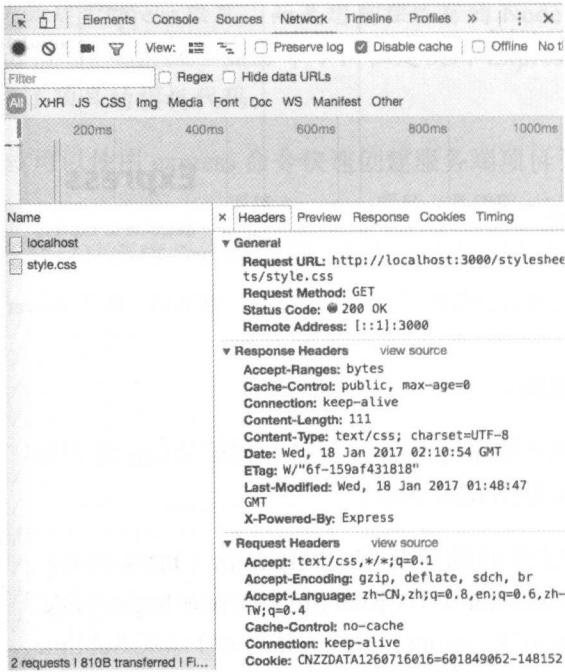 Elements Console Sources Network Timeline Profiles »
View: Preserve log Disable cache Offline No t
Filter Regex Hide data URLs
All XHR JS CSS Img Media Font Doc WS Manifest Other
200ms 400ms 600ms 800ms 1000ms
Name
localhost
style.css
× Headers Preview Response Cookies Timing
General
Request URL: http://localhost:3000/styleshee
ts/style.css
Request Method: GET
Status Code: 200 OK
Remote Address: [::1]:3000
Response Headers view source
Accept-Ranges: bytes
Cache-Control: public, max-age=0
Connection: keep-alive
Content-Length: 111
Content-Type: text/css; charset=UTF-8
Date: Wed, 18 Jan 2017 02:10:54 GMT
ETag: W/"6f-159af431818"
Last-Modified: Wed, 18 Jan 2017 01:48:47
GMT
X-Powered-By: Express
Request Headers view source
Accept: text/css,*/*;q=0.1
Accept-Encoding: gzip, deflate, sdch, br
Accept-Language: zh-CN,zh;q=0.8,en;q=0.6,zh-
TW;q=0.4
Cache-Control: no-cache
Connection: keep-alive
Cookie: CNZZDATA1260716016=601849062-148152
2 requests | 810B transferred | Fi...